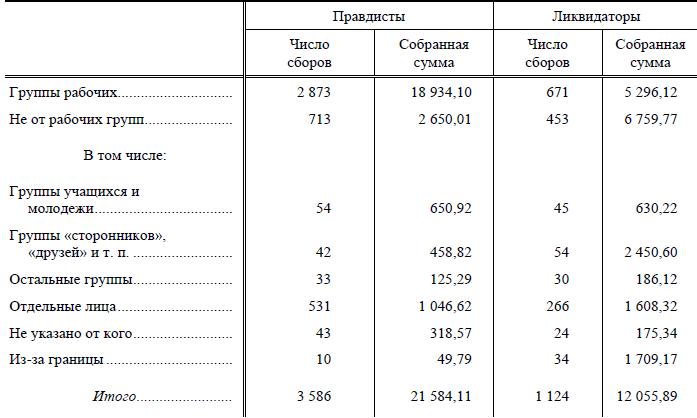 Правдисты Ликвидаторы
Число сборов Собранная сумма Число сборов Собранная сумма
Группы рабочих............................. 2 873 18 934,10 671 5 296,12
Не от рабочих групп...................... 713 2 650,01 453 6 759,77
В том числе:
Группы учащихся и
молодежи................................... 54 650,92 45 630,22
Группы «сторонников»,
«друзей» и т. п. ......................... 42 458,82 54 2 450,60
Остальные группы......................... 33 125,29 30 186,12
Отдельные лица............................. 531 1 046,62 266 1 608,32
Не указано от кого......................... 43 318,57 24 175,34
Из-за границы................................ 10 49,79 34 1 709,17
Итого........................ 3 586 21 584,11 1 124 12 055,89